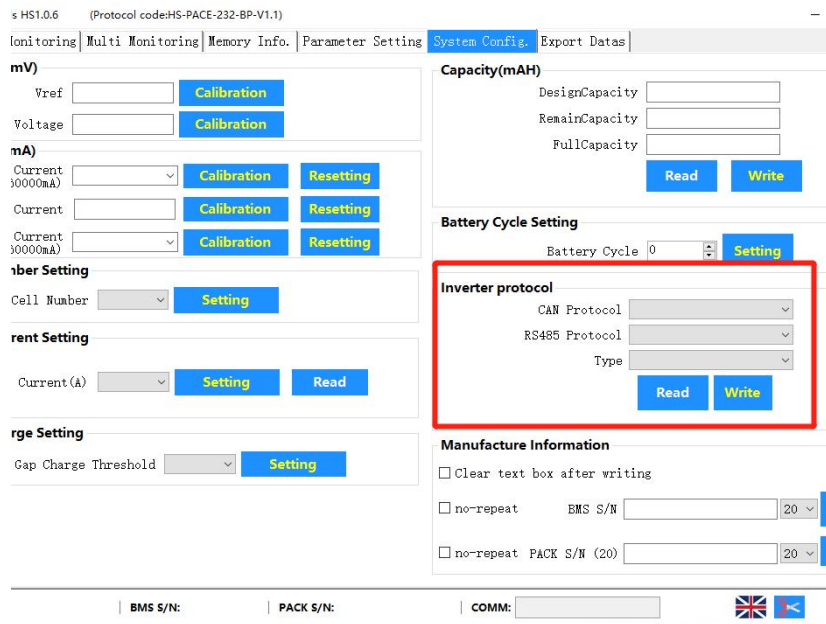 s HS1.0.6 (Protocol code:HS-PACE-232-BP-V1.1)
onitoring Multi Monitoring Memory Info. Parameter Setting System Config. Export Datas
mV)
Vref Calibration
Voltage Calibration
mA)
Current
0000mA) Calibration Resetting
Current Calibration Resetting
Current
0000mA) Calibration Resetting
nber Setting
Cell Number Setting
rent Setting
Current(A) Setting Read
rge Setting
Gap Charge Threshold Setting
Capacity(mAH)
DesignCapacity
RemainCapacity
FullCapacity
Read Write
Battery Cycle Setting
Battery Cycle 0 Setting
Inverter protocol
CAN Protocol
RS485 Protocol
Type
Read Write
Manufacture Information
Clear text box after writing
no-repeat BMS S/N 20
no-repeat PACK S/N (20) 20
BMS S/N: PACK S/N: COMM: